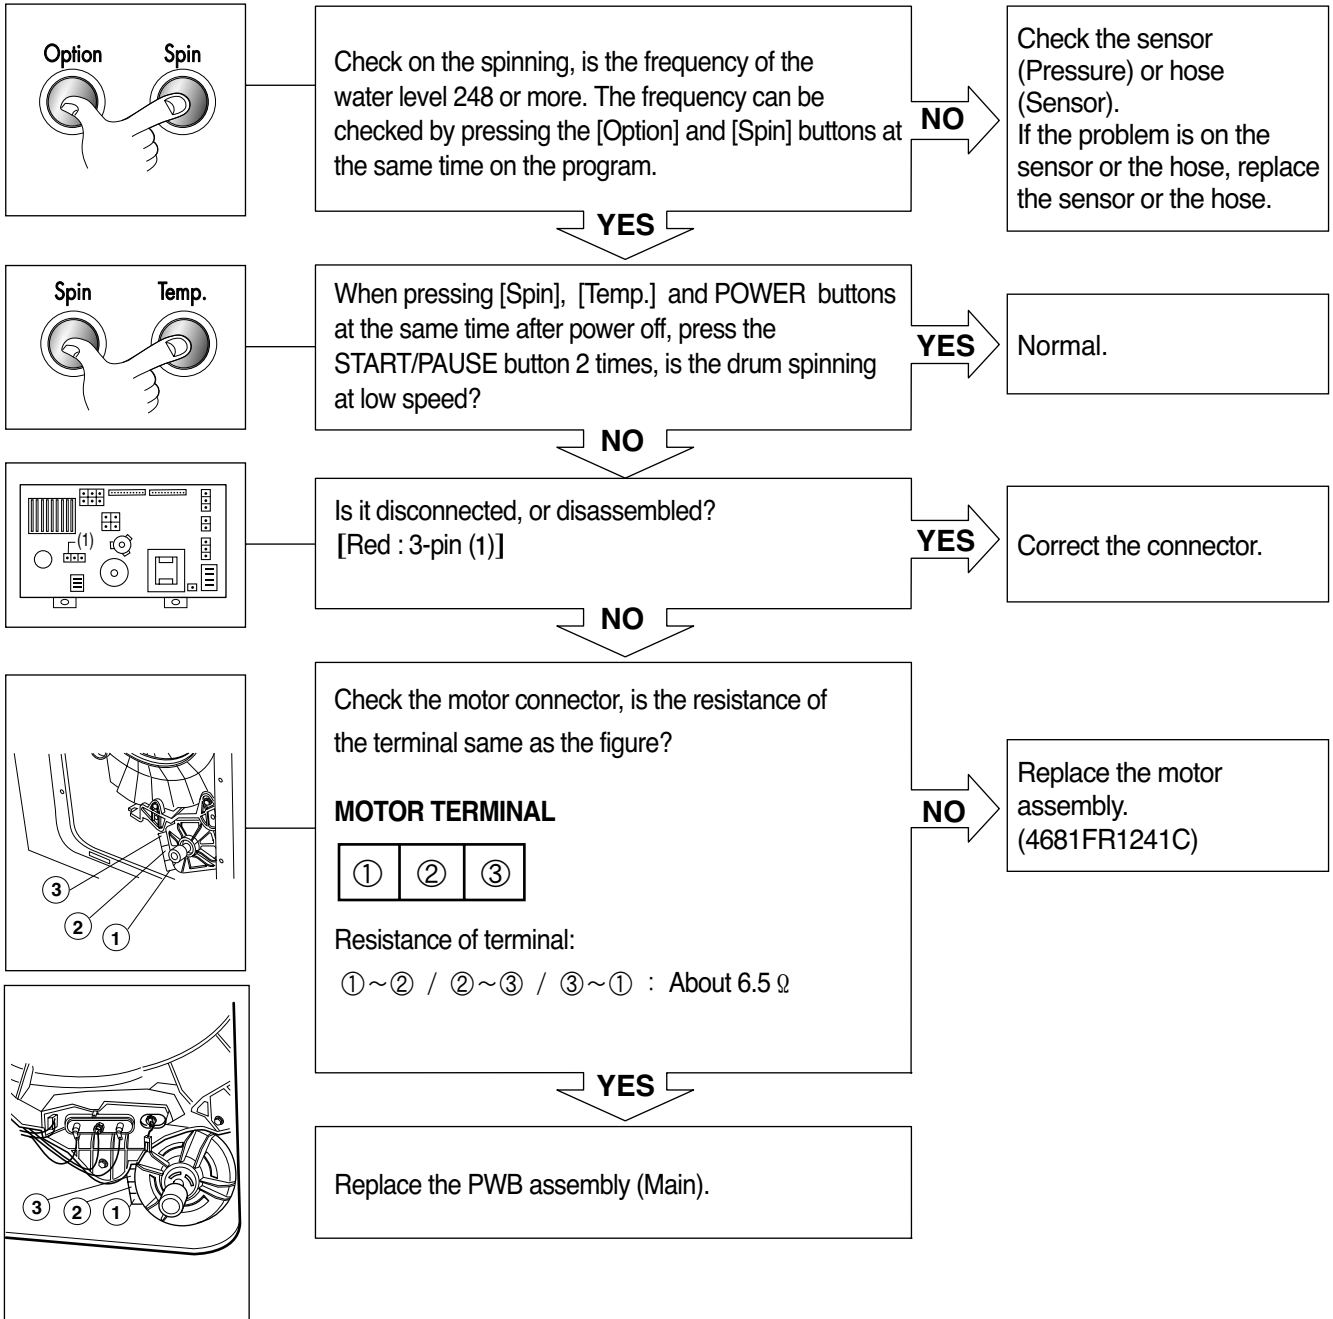 Option Spin
Check on the spinning, is the frequency of the
water level 248 or more. The frequency can be
checked by pressing the [Option] and [Spin] buttons at
the same time on the program.
NO
Check the sensor
(Pressure) or hose
(Sensor).
If the problem is on the
sensor or the hose, replace
the sensor or the hose.
YES
Spin Temp.
When pressing [Spin], [Temp.] and POWER buttons
at the same time after power off, press the
START/PAUSE button 2 times, is the drum spinning
at low speed?
YES
Normal.
NO
(1)
Is it disconnected, or disassembled?
[Red : 3-pin (1)]
YES
Correct the connector.
NO
3
2
1
Check the motor connector, is the resistance of
the terminal same as the figure?
MOTOR TERMINAL
① ② ③
Resistance of terminal:
①~② / ②~③ / ③~① : About 6.5 Ω
NO
Replace the motor
assembly.
(4681FR1241C)
YES
3 2 1
Replace the PWB assembly (Main).